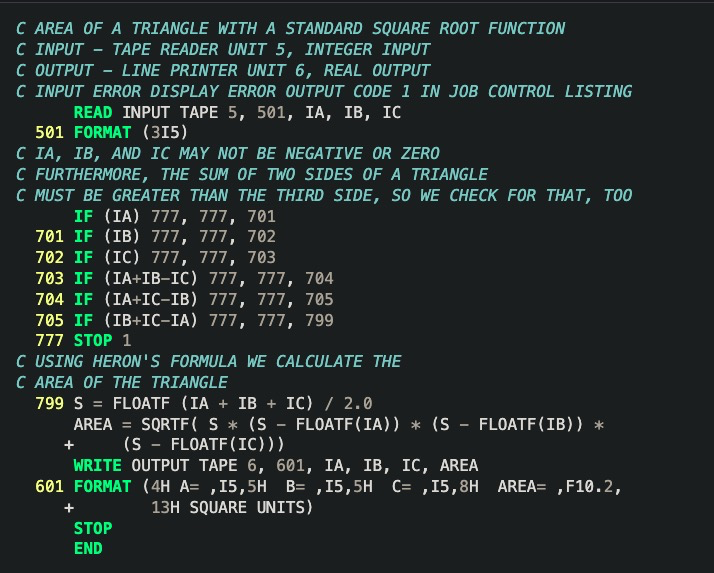 C AREA OF A TRIANGLE WITH A STANDARD SQUARE ROOT FUNCTION
C INPUT - TAPE READER UNIT 5, INTEGER INPUT
C OUTPUT - LINE PRINTER UNIT 6, REAL OUTPUT
C INPUT ERROR DISPLAY ERROR OUTPUT CODE 1 IN JOB CONTROL LISTING
      READ INPUT TAPE 5, 501, IA, IB, IC
  501 FORMAT (3I5)
C IA, IB, AND IC MAY NOT BE NEGATIVE OR ZERO
C FURTHERMORE, THE SUM OF TWO SIDES OF A TRIANGLE
C MUST BE GREATER THAN THE THIRD SIDE, SO WE CHECK FOR THAT, TOO
      IF (IA) 777, 777, 701
  701 IF (IB) 777, 777, 702
  702 IF (IC) 777, 777, 703
  703 IF (IA+IB-IC) 777, 777, 704
  704 IF (IA+IC-IB) 777, 777, 705
  705 IF (IB+IC-IA) 777, 777, 799
  777 STOP 1
C USING HERON'S FORMULA WE CALCULATE THE
C AREA OF THE TRIANGLE
  799 S = FLOATF (IA + IB + IC) / 2.0
      AREA = SQRTF( S * (S - FLOATF(IA)) * (S - FLOATF(IB)) *
     +     (S - FLOATF(IC)))
      WRITE OUTPUT TAPE 6, 601, IA, IB, IC, AREA
  601 FORMAT (4H A= ,I5,5H  B= ,I5,5H  C= ,I5,8H  AREA= ,F10.2,
     +        13H SQUARE UNITS)
      STOP
      END